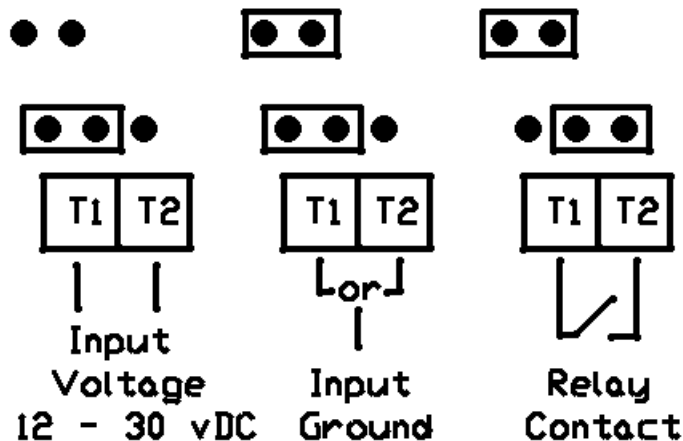 T1 T2 T1 T2 T1 T2
or
Input
Voltage Input Relay
12 - 30 vDC Ground Contact